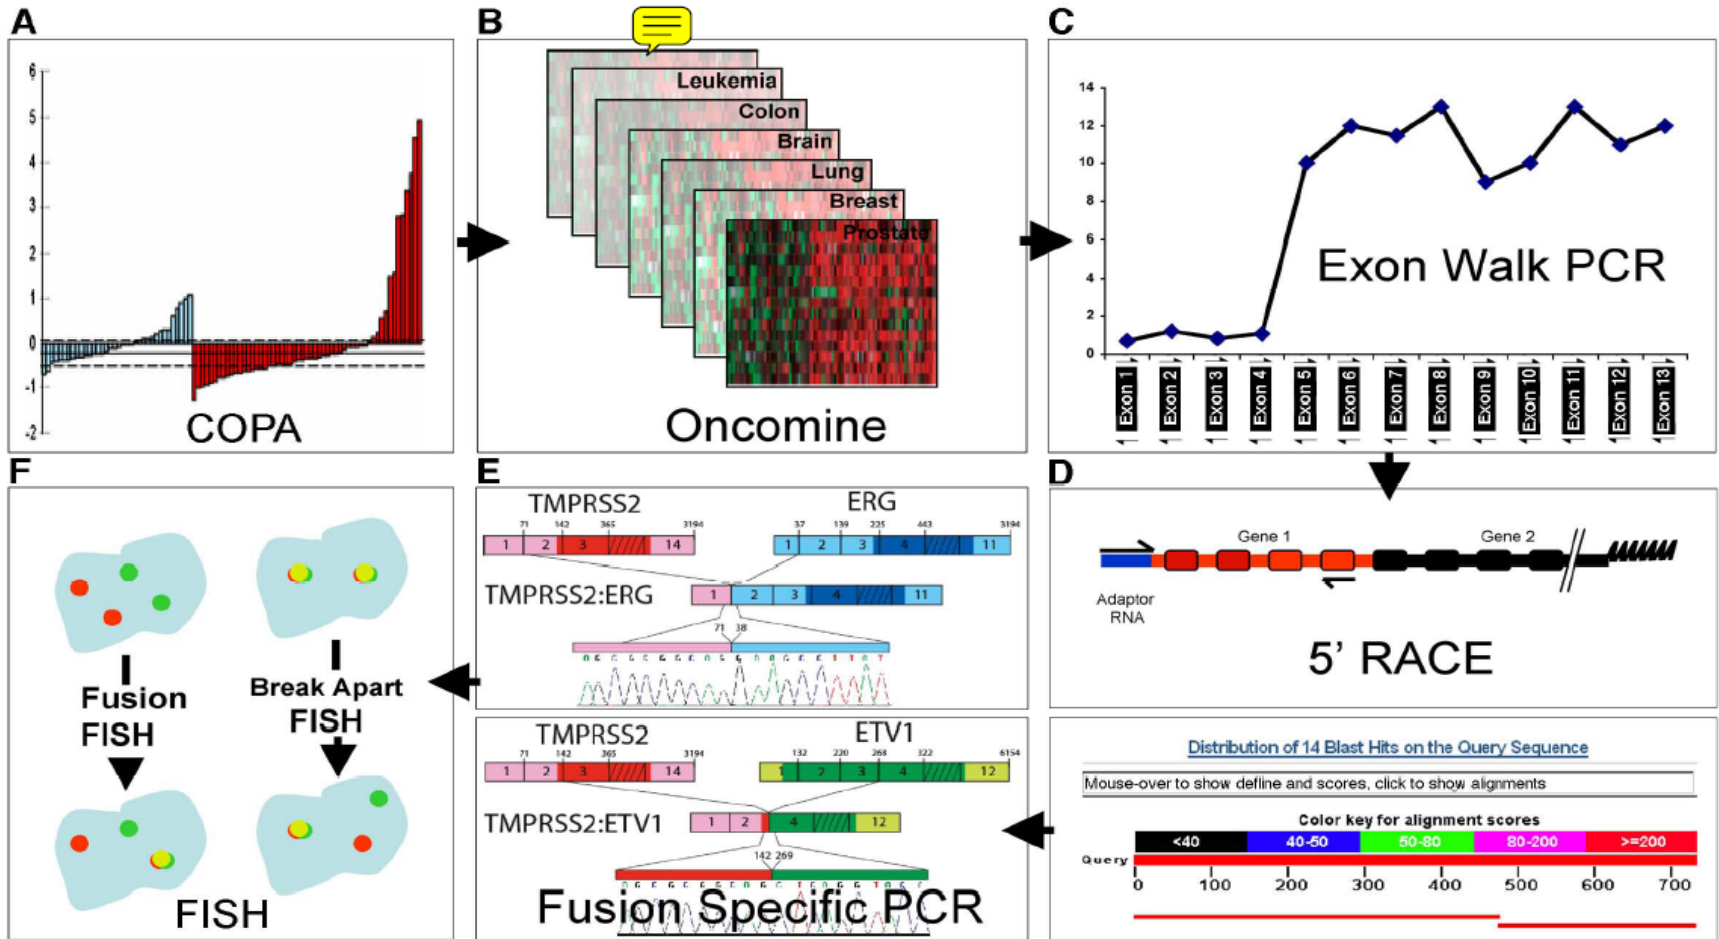 A
6
5
4
3
2
1
0
-1
-2
COPA
B
Leukemia
Colon
Brain
Lung
Breast
Prostate
Oncomine
C
14
12
10
8
6
4
2
0
Exon Walk PCR
Exon 1 Exon 2 Exon 3 Exon 4 Exon 5 Exon 6 Exon 7 Exon 8 Exon 9 Exon 10 Exon 11 Exon 12 Exon 13
D
Gene 1 Gene 2
Adaptor
RNA
5’ RACE
Distribution of 14 Blast Hits on the Query Sequence
Mouse-over to show defline and scores, click to show alignments
Color key for alignment scores
<40 40-50 50-80 80-200 >=200
Query
0 100 200 300 400 500 600 700
E
TMPRSS2 ERG
71 142 365 3194 37 139 225 443 3194
1 2 3 14 1 2 3 4 11
TMPRSS2:ERG 1 2 3 4 11
71 38
TMPRSS2 ETV1
71 142 365 3194 132 220 268 322 6154
1 2 3 14 1 2 3 4 12
TMPRSS2:ETV1 1 2 4 12
142 269
Fusion Specific PCR
F
Fusion
FISH
Break Apart
FISH
FISH